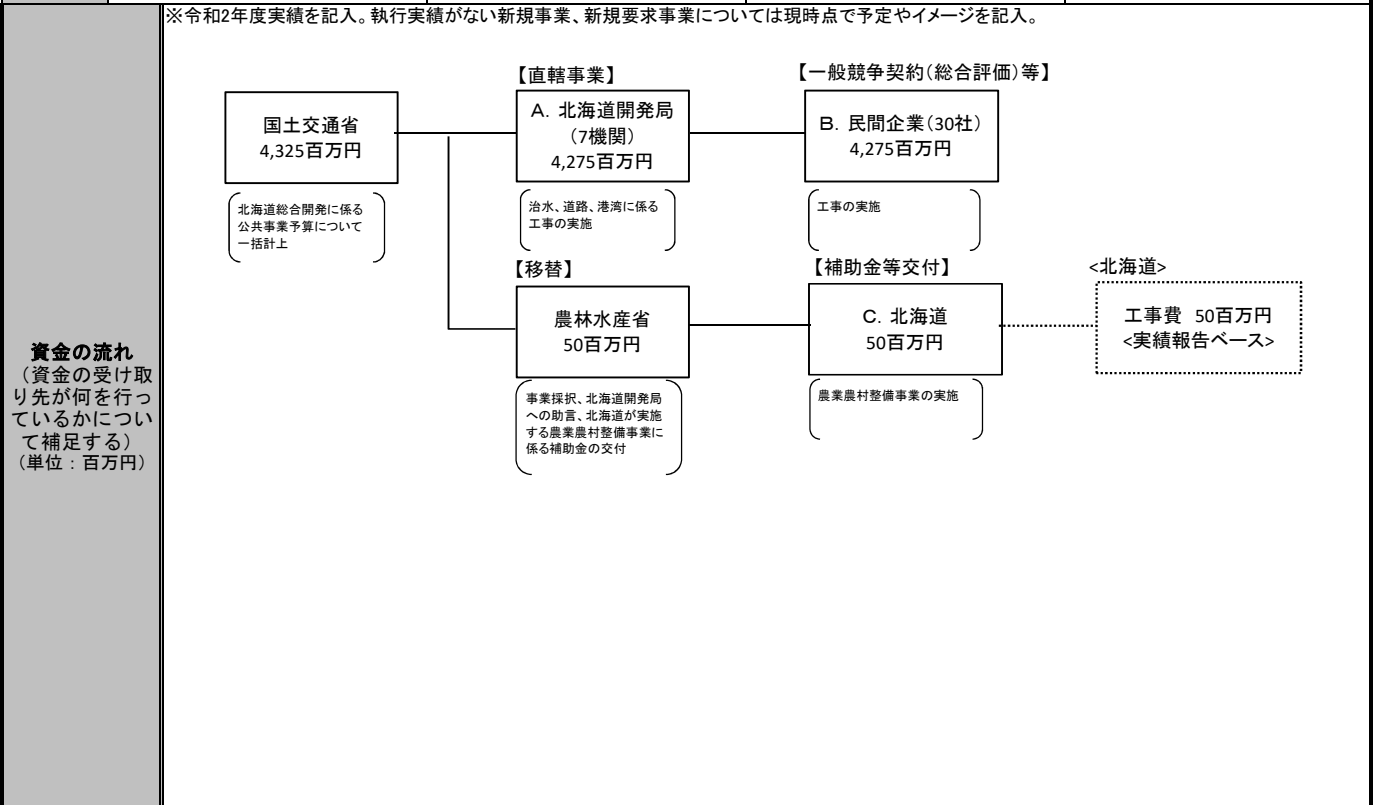 ※令和2年度実績を記入。執行実績がない新規事業、新規要求事業については現時点で予定やイメージを記入。
資金の流れ
（資金の受け取
り先が何を行っ
ているかについ
て補足する）
（単位：百万円）
国土交通省
4,325百万円
北海道総合開発に係る
公共事業予算について
一括計上
【直轄事業】
A. 北海道開発局
（7機関）
4,275百万円
治水、道路、港湾に係る
工事の実施
【一般競争契約（総合評価）等】
B. 民間企業（30社）
4,275百万円
工事の実施
【移替】
農林水産省
50百万円
事業採択、北海道開発局
への助言、北海道が実施
する農業農村整備事業に
係る補助金の交付
【補助金等交付】
C. 北海道
50百万円
農業農村整備事業の実施
<北海道>
工事費 50百万円
<実績報告ベース>